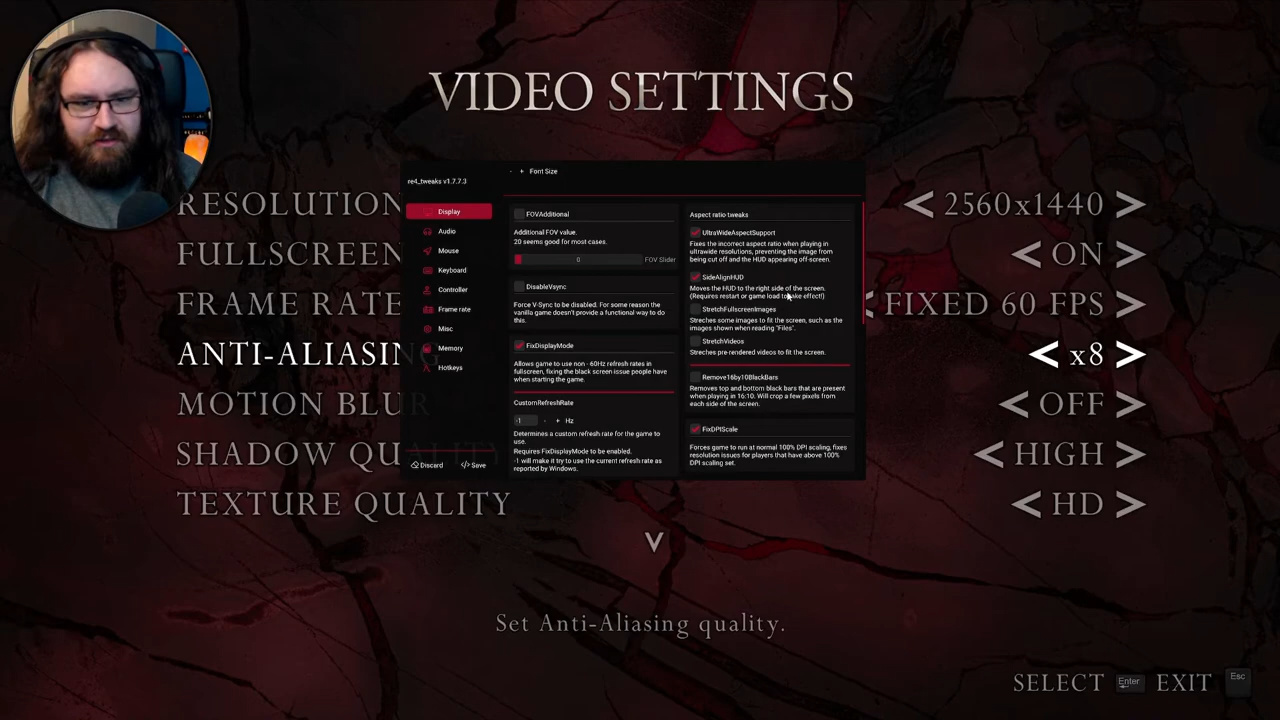 VIDEO SETTINGS
- + Font Size
re4_tweaks v1.7.7.3
Display
Audio
Mouse
Keyboard
Controller
Frame rate
Misc
Memory
Hotkeys
Discard </> Save
FOVAdditional
Additional FOV value.
20 seems good for most cases.
0 FOV Slider
DisableVsync
Force V-Sync to be disabled. For some reason the
vanilla game doesn't provide a functional way to do
this.
FixDisplayMode
Allows game to use non - 60Hz refresh rates in
fullscreen, fixing the black screen issue people have
when starting the game.
CustomRefreshRate
-1 - + Hz
Determines a custom refresh rate for the game to
use.
Requires FixDisplayMode to be enabled.
-1 will make it try to use the current refresh rate as
reported by Windows.
Aspect ratio tweaks
UltraWideAspectSupport
Fixes the incorrect aspect ratio when playing in
ultrawide resolutions, preventing the image from
being cut off and the HUD appearing off-screen.
SideAlignHUD
Moves the HUD to the right side of the screen.
(Requires restart or game load to take effect!)
StretchFullscreenImages
Streches some images to fit the screen, such as the
images shown when reading "Files".
StretchVideos
Streches pre-rendered videos to fit the screen.
Remove16by10BlackBars
Removes top and bottom black bars that are present
when playing in 16:10. Will crop a few pixels from
each side of the screen.
FixDPIScale
Forces game to run at normal 100% DPI scaling, fixes
resolution issues for players that have above 100%
DPI scaling set.
RESOLUTION < 2560x1440 >
FULLSCREEN < ON >
FRAME RATE < FIXED 60 FPS >
ANTI-ALIASING < x8 >
MOTION BLUR < OFF >
SHADOW QU < HIGH >
TEXTURE QUALITY < HD >
Set Anti-Aliasing quality.
SELECT Enter EXIT Esc